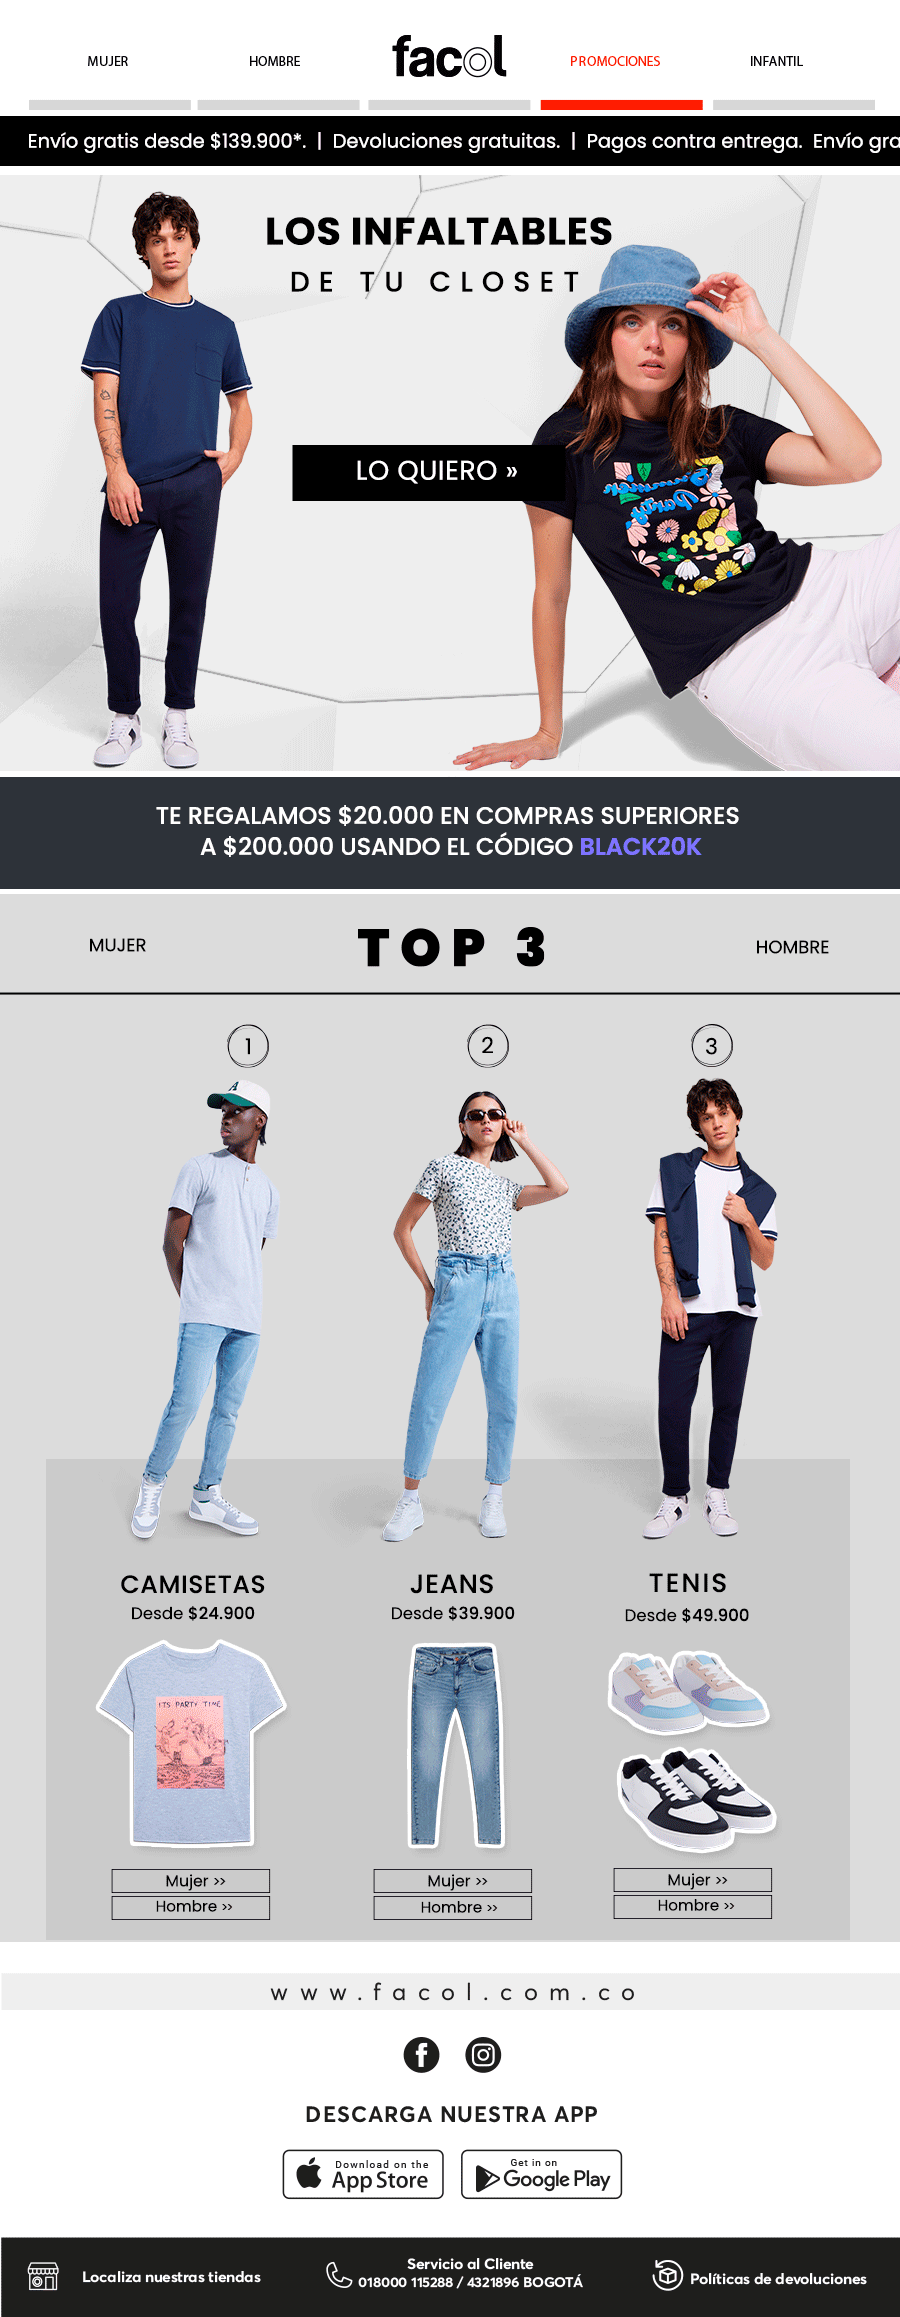 MUJER
HOMBRE
facol
PROMOCIONES
INFANTIL
Envío gratis desde $139.900*. | Devoluciones gratuitas. | Pagos contra entrega. Envío gra
LOS INFALTABLES
DE TU CLOSET
LO QUIERO »
Summer
Party
TE REGALAMOS $20.000 EN COMPRAS SUPERIORES
A $200.000 USANDO EL CÓDIGO BLACK20K
MUJER
TOP 3
HOMBRE
1
2
3
A
CAMISETAS
Desde $24.900
JEANS
Desde $39.900
TENIS
Desde $49.900
ITS PARTY TIME
Mujer >>
Hombre >>
Mujer >>
Hombre >>
Mujer >>
Hombre >>
www.facol.com.co
DESCARGA NUESTRA APP
Download on the
App Store
Get in on
Google Play
Localiza nuestras tiendas
Servicio al Cliente
018000 115288 / 4321896 BOGOTÁ
Políticas de devoluciones